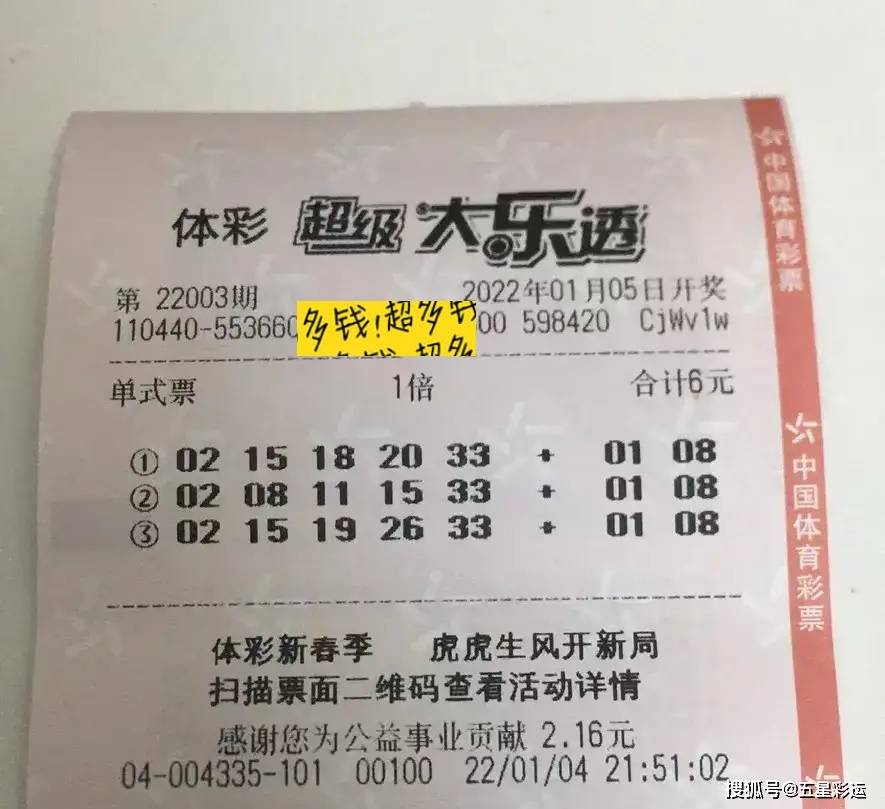 体彩 超级大乐透
第 22003期 2022年01月05日开奖
110440-553660 多钱!超多钱 00 598420 CjWv1w
单式票 1倍 合计6元
① 02 15 18 20 33 + 01 08
② 02 08 11 15 33 + 01 08
③ 02 15 19 26 33 + 01 08
体彩新春季 虎虎生风开新局
扫描票面二维码查看活动详情
感谢您为公益事业贡献 2.16元
04-004335-101 00100 22/01/04 21:51:02
中国体育彩票
中国体育彩票
搜狐号@五星彩运